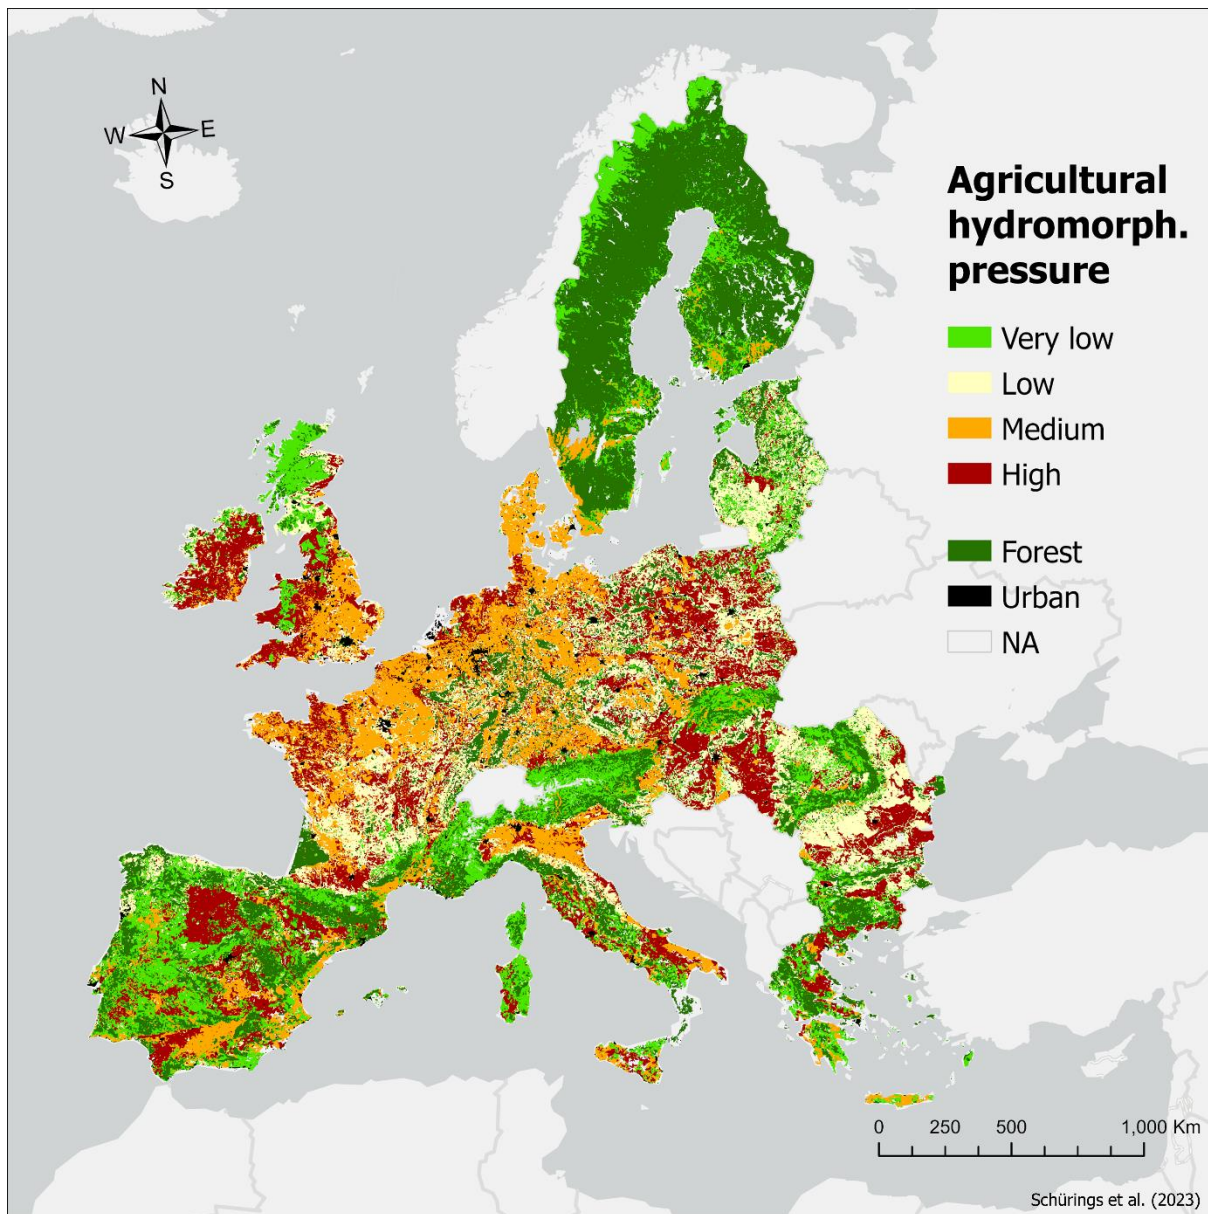 N
W E
S
Agricultural
hydromorph.
pressure
Very low
Low
Medium
High
Forest
Urban
NA
0 250 500 1,000 Km
Schürings et al. (2023)